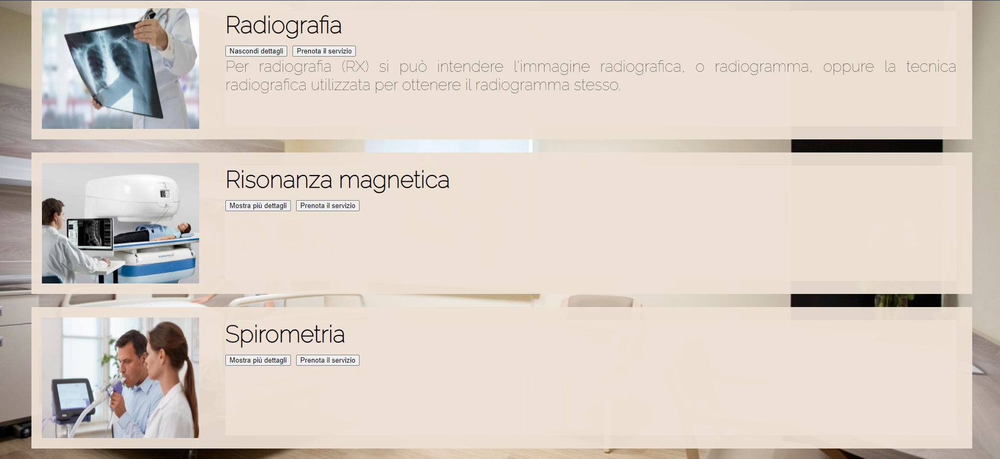 Radiografia
Nascondi dettagli Prenota il servizio
Per radiografia (RX) si può intendere l'immagine radiografica, o radiogramma, oppure la tecnica
radiografica utilizzata per ottenere il radiogramma stesso.
Risonanza magnetica
Mostra più dettagli Prenota il servizio
Spirometria
Mostra più dettagli Prenota il servizio